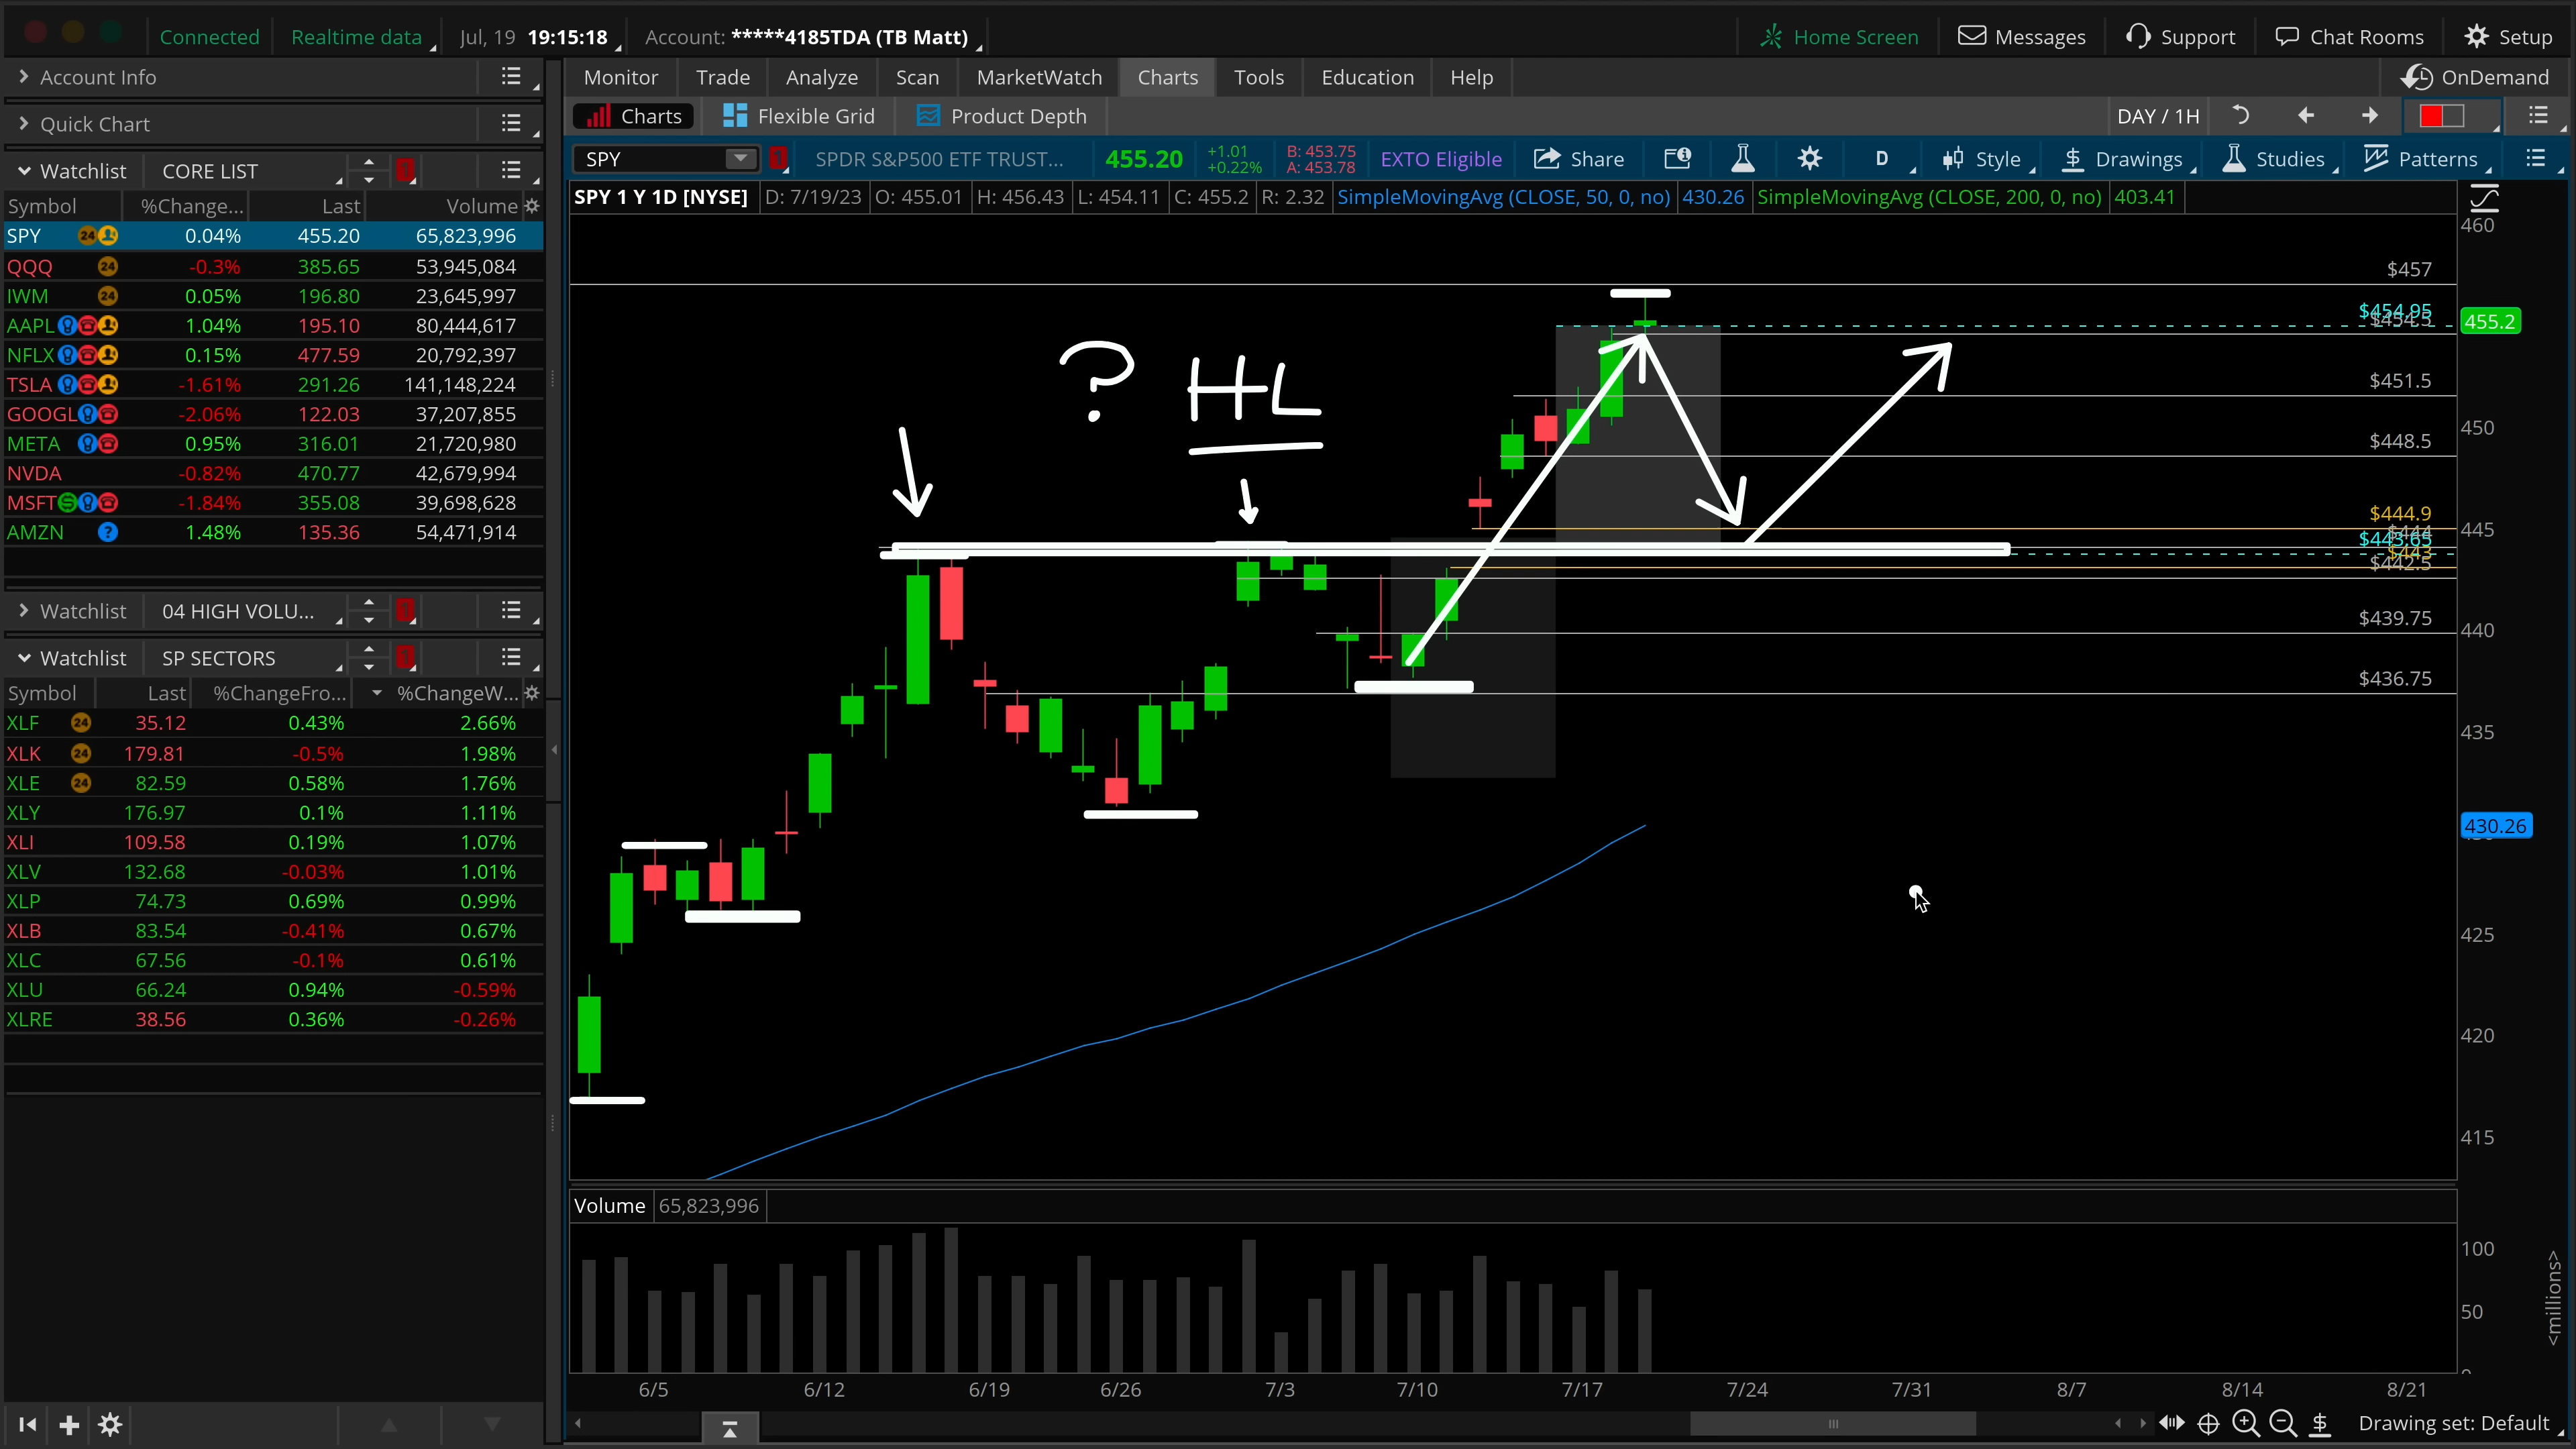 Connected Realtime data Jul, 19 19:15:18 Account: *****4185TDA (TB Matt) Home Screen Messages Support Chat Rooms Setup
Account Info
Quick Chart
Watchlist CORE LIST 1
Symbol %Change... Last Volume
SPY 24 0.04% 455.20 65,823,996
QQQ 24 -0.3% 385.65 53,945,084
IWM 24 0.05% 196.80 23,645,997
AAPL 1.04% 195.10 80,444,617
NFLX 0.15% 477.59 20,792,397
TSLA -1.61% 291.26 141,148,224
GOOGL -2.06% 122.03 37,207,855
META 0.95% 316.01 21,720,980
NVDA -0.82% 470.77 42,679,994
MSFT -1.84% 355.08 39,698,628
AMZN ? 1.48% 135.36 54,471,914
Watchlist 04 HIGH VOLU... 1
Watchlist SP SECTORS 1
Symbol Last %ChangeFro... %ChangeW...
XLF 24 35.12 0.43% 2.66%
XLK 24 179.81 -0.5% 1.98%
XLE 24 82.59 0.58% 1.76%
XLY 176.97 0.1% 1.11%
XLI 109.58 0.19% 1.07%
XLV 132.68 -0.03% 1.01%
XLP 74.73 0.69% 0.99%
XLB 83.54 -0.41% 0.67%
XLC 67.56 -0.1% 0.61%
XLU 66.24 0.94% -0.59%
XLRE 38.56 0.36% -0.26%
Monitor Trade Analyze Scan MarketWatch Charts Tools Education Help OnDemand
Charts Flexible Grid Product Depth DAY / 1H
SPY 1 SPDR S&P500 ETF TRUST... 455.20 +1.01 +0.22% B: 453.75 A: 453.78 EXTO Eligible Share D Style $ Drawings Studies Patterns
SPY 1 Y 1D [NYSE] D: 7/19/23 O: 455.01 H: 456.43 L: 454.11 C: 455.2 R: 2.32 SimpleMovingAvg (CLOSE, 50, 0, no) 430.26 SimpleMovingAvg (CLOSE, 200, 0, no) 403.41
460
$457
$454.95
$454.5
455.2
? HL
$451.5
450
$448.5
$444.9
445
$444
$443.65
$443
$442.5
$439.75
440
$436.75
435
430.26
425
420
415
Volume 65,823,996
100
50
<millions>
6/5 6/12 6/19 6/26 7/3 7/10 7/17 7/24 7/31 8/7 8/14 8/21
$ Drawing set: Default